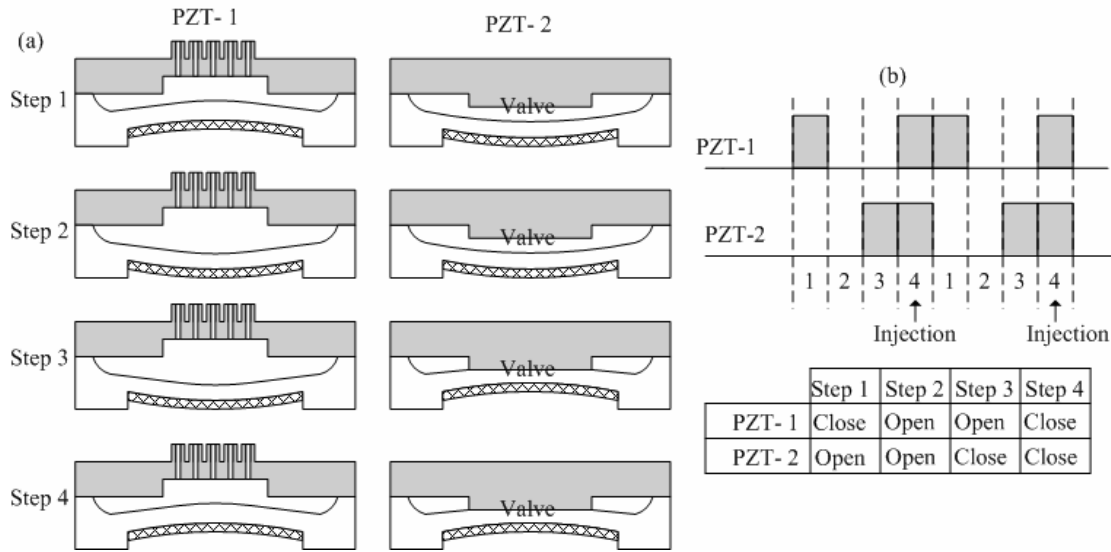 (a)
PZT- 1
PZT- 2
Step 1
Valve
Step 2
Valve
Step 3
Valve
Step 4
Valve
(b)
PZT-1
PZT-2
1 2 3 4 1 2 3 4
Injection Injection
Step 1 Step 2 Step 3 Step 4
PZT- 1 Close Open Open Close
PZT- 2 Open Open Close Close